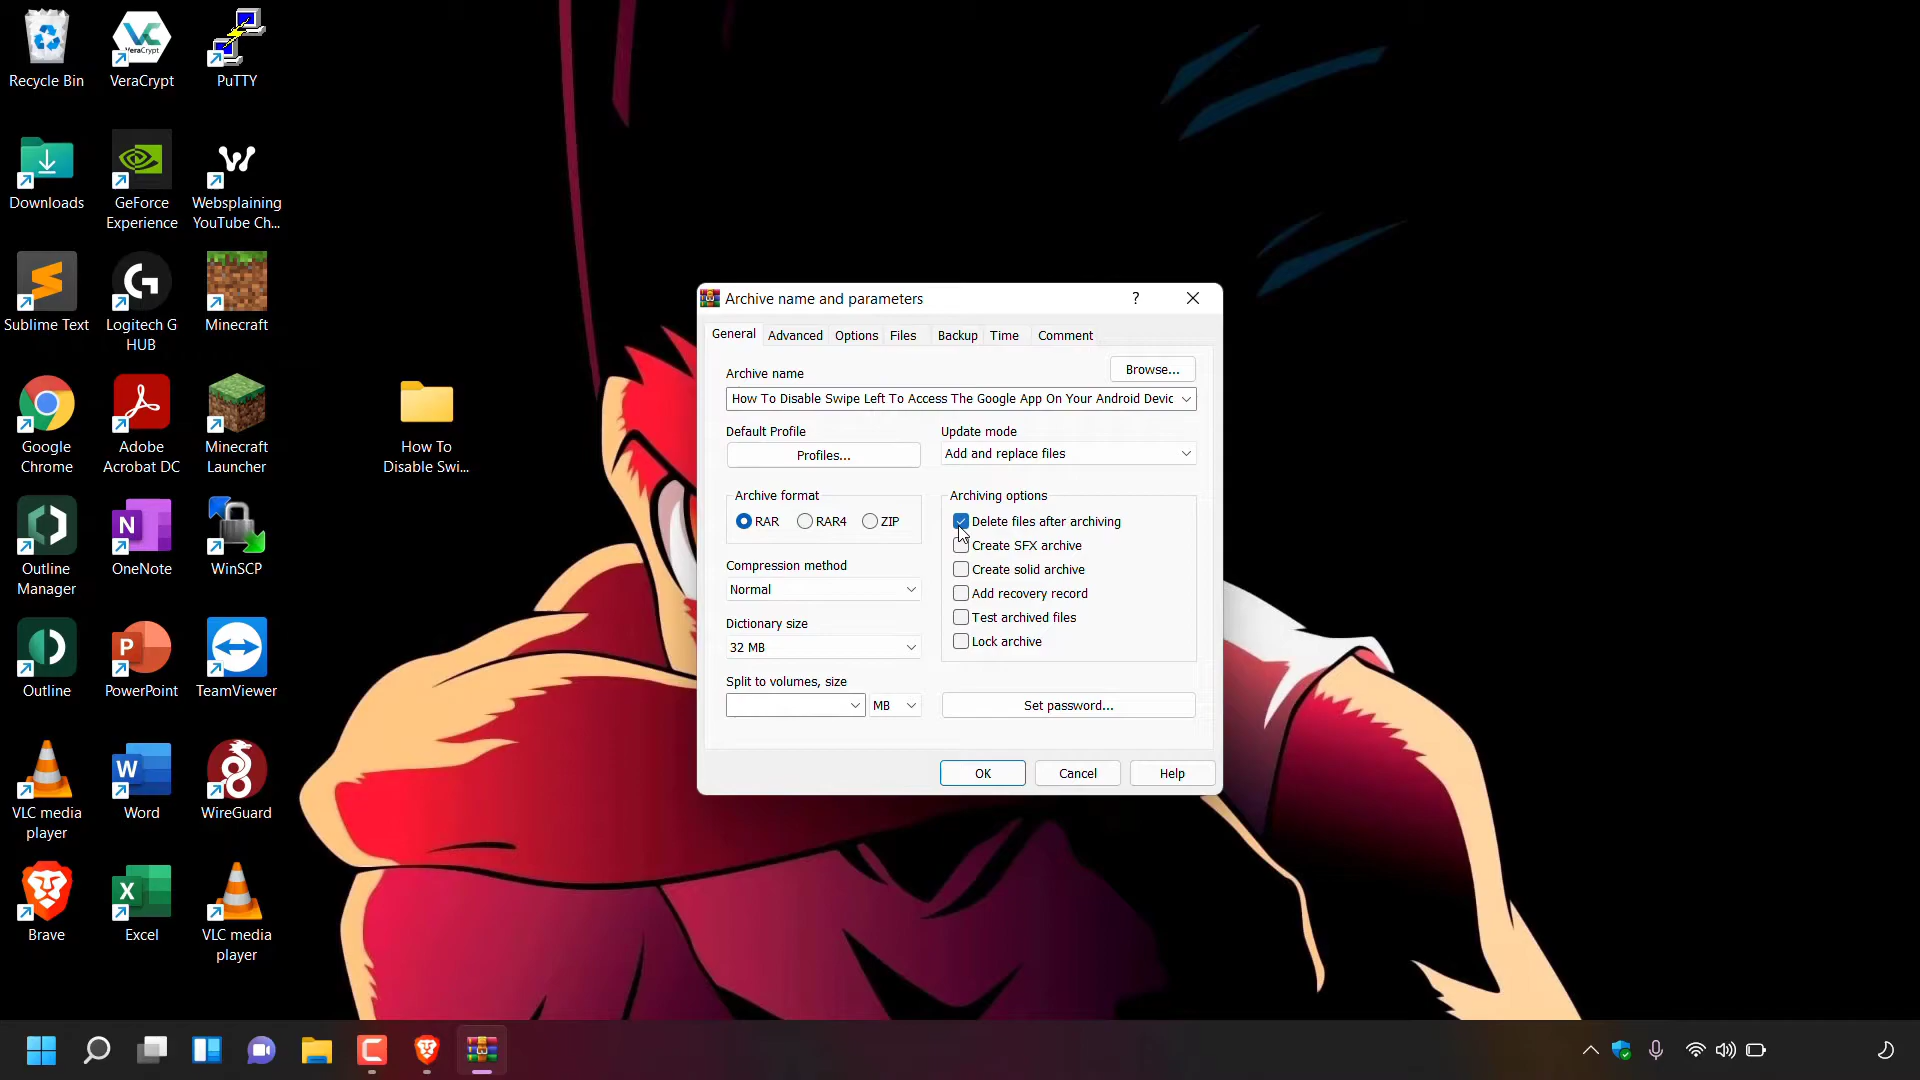 Recycle Bin
VeraCrypt
PuTTY
Downloads
GeForce
Experience
Websplaining
YouTube Ch...
Sublime Text
Logitech G
HUB
Minecraft
Google
Chrome
Adobe
Acrobat DC
Minecraft
Launcher
How To
Disable Swi...
Outline
Manager
OneNote
WinSCP
Outline
PowerPoint
TeamViewer
VLC media
player
Word
WireGuard
Brave
Excel
VLC media
player
Archive name and parameters
?
General
Advanced
Options
Files
Backup
Time
Comment
Archive name
Browse...
How To Disable Swipe Left To Access The Google App On Your Android Devic
Default Profile
Profiles...
Update mode
Add and replace files
Archive format
RAR
RAR4
ZIP
Compression method
Normal
Dictionary size
32 MB
Split to volumes, size
MB
Archiving options
Delete files after archiving
Create SFX archive
Create solid archive
Add recovery record
Test archived files
Lock archive
Set password...
OK
Cancel
Help